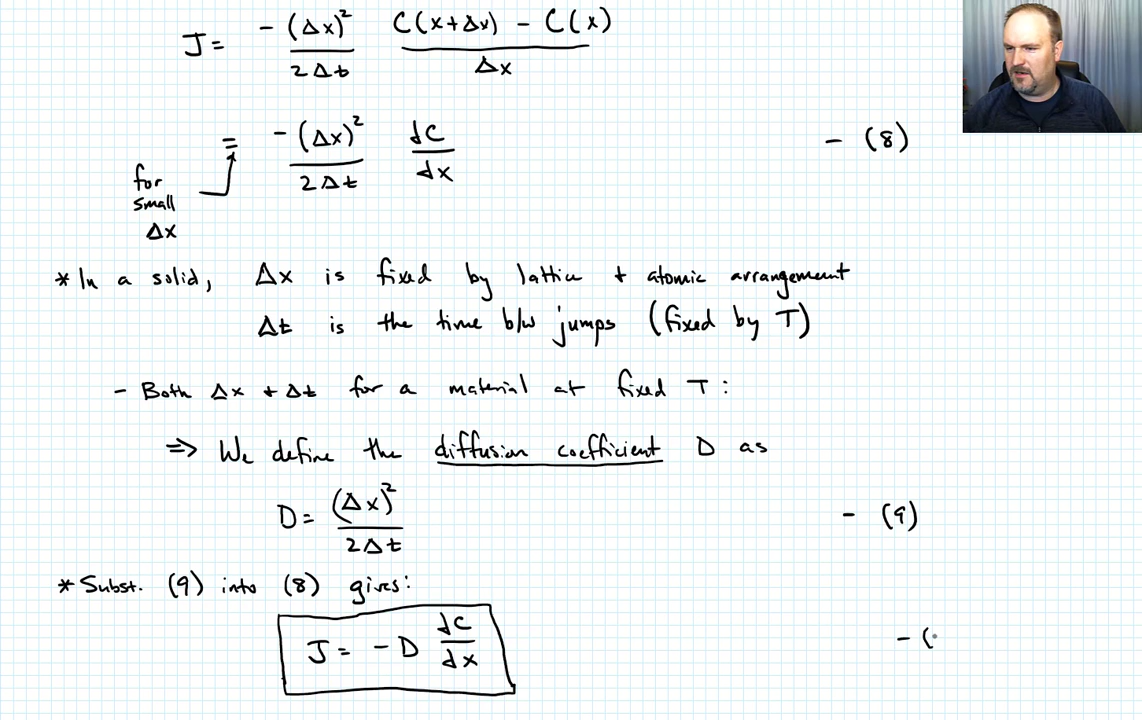 J = -(Δx)² / 2Δt  C(x+Δx) - C(x) / Δx
= -(Δx)² / 2Δt  dC / dx  - (8)
for
small
Δx
* In a solid, Δx is fixed by lattice + atomic arrangement
Δt is the time b/w jumps (fixed by T)
- Both Δx + Δt for a material at fixed T:
⇒ We define the diffusion coefficient D as
D = (Δx)² / 2Δt  - (9)
* Subst. (9) into (8) gives:
J = -D dC / dx  - (